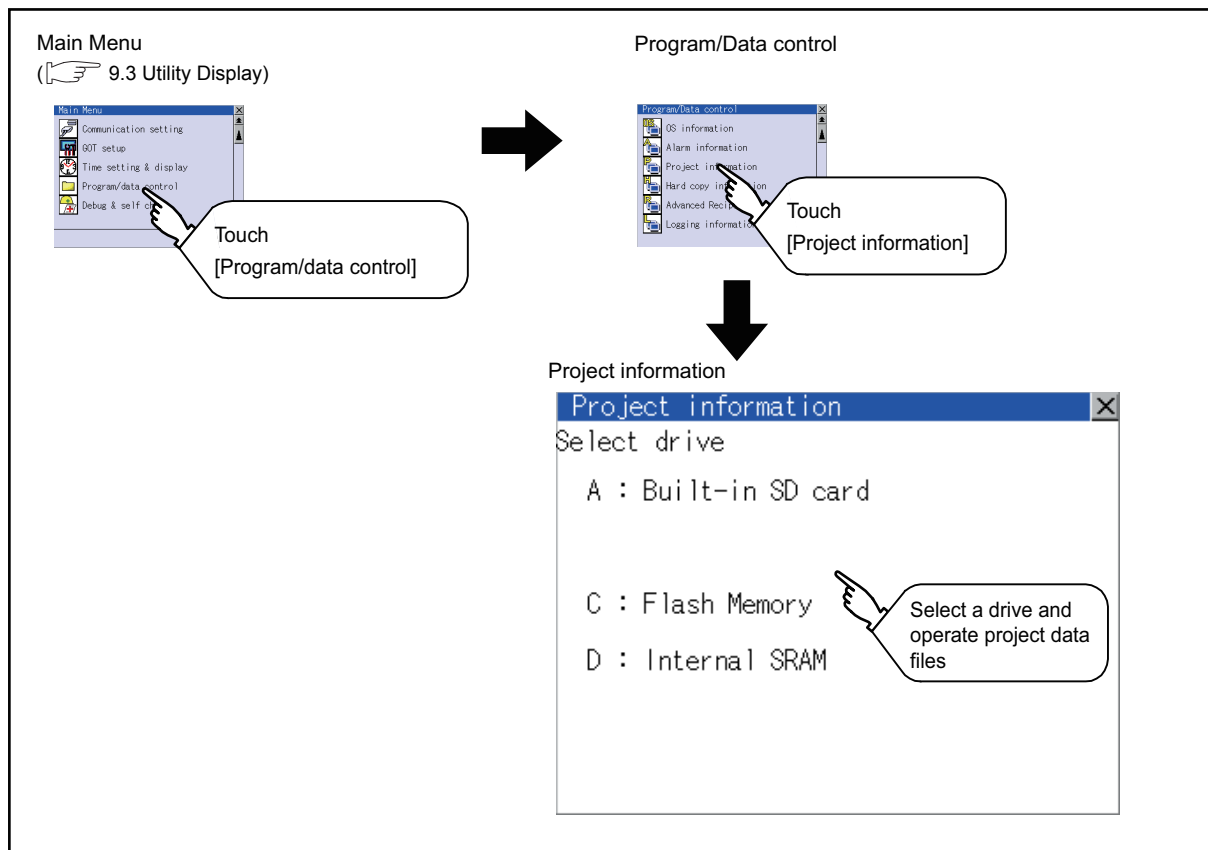 Main Menu
( 9.3 Utility Display)
Main Menu
Communication setting
GOT setup
Time setting & display
Program/data control
Debug & self
Touch
[Program/data control]
Program/Data control
Program/Data control
OS information
Alarm information
Project information
Hard copy information
Advanced
Logging information
Touch
[Project information]
Project information
Project information
Select drive
A : Built-in SD card
C : Flash Memory
D : Internal SRAM
Select a drive and
operate project data
files